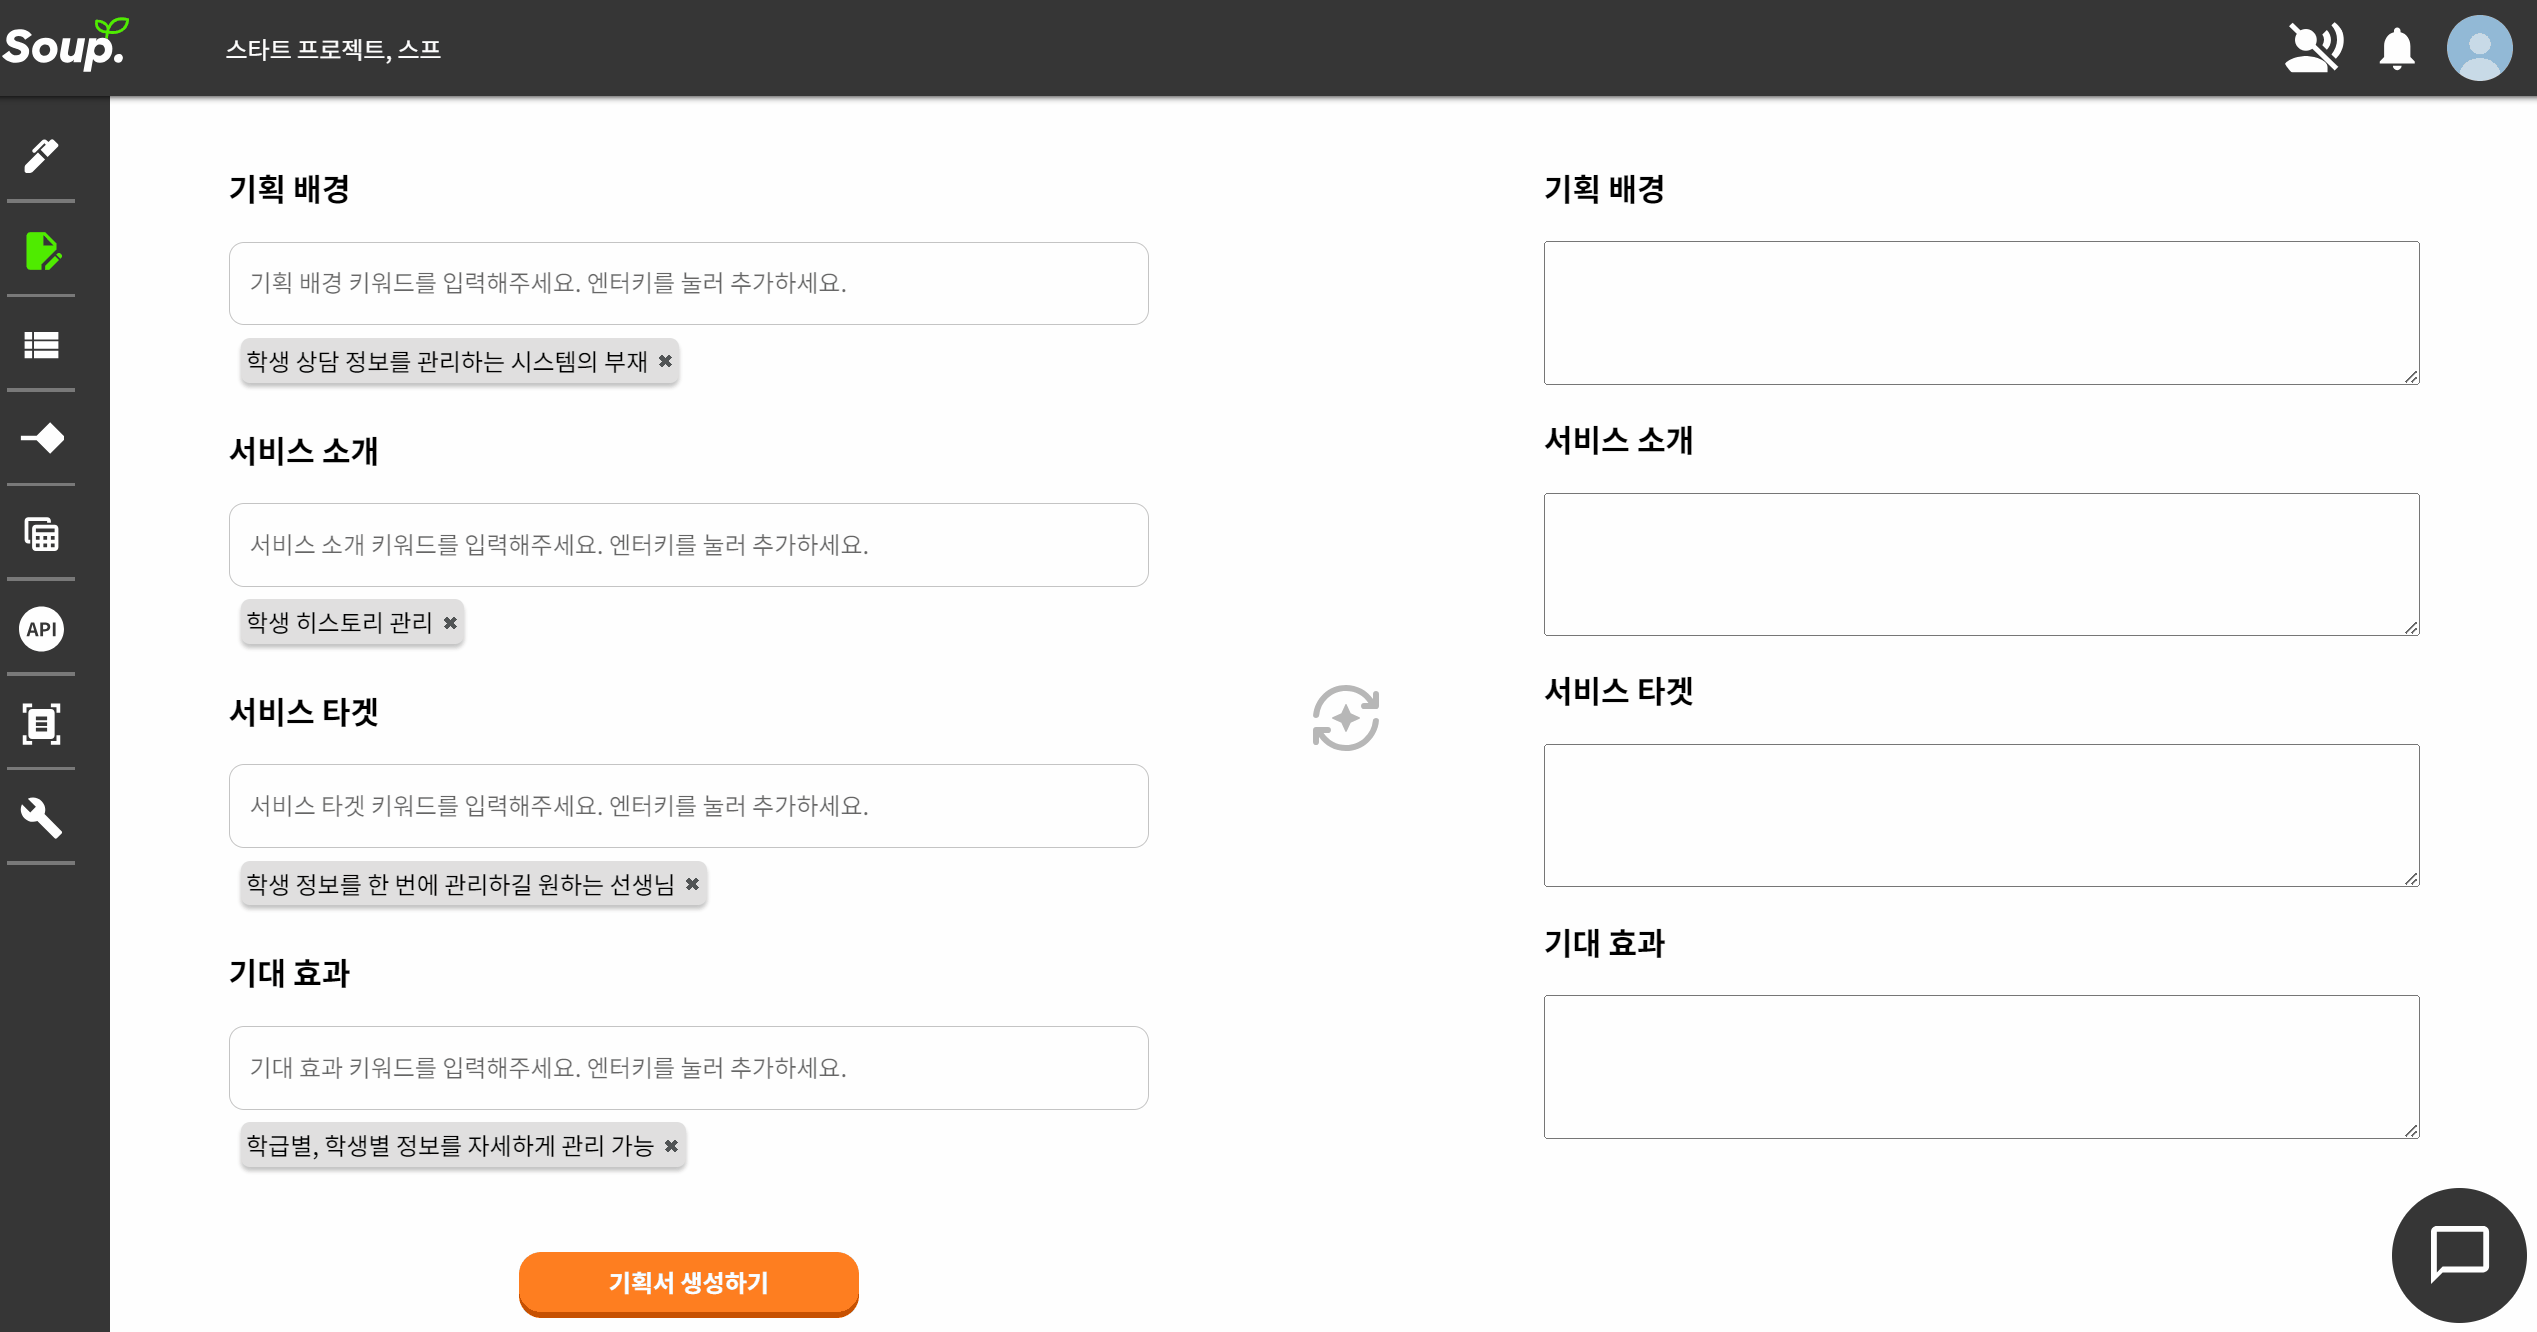 Soup.
스타트 프로젝트, 스프
API
기획 배경
기획 배경 키워드를 입력해주세요. 엔터키를 눌러 추가하세요.
학생 상담 정보를 관리하는 시스템의 부재 ✖
서비스 소개
서비스 소개 키워드를 입력해주세요. 엔터키를 눌러 추가하세요.
학생 히스토리 관리 ✖
서비스 타겟
서비스 타겟 키워드를 입력해주세요. 엔터키를 눌러 추가하세요.
학생 정보를 한 번에 관리하길 원하는 선생님 ✖
기대 효과
기대 효과 키워드를 입력해주세요. 엔터키를 눌러 추가하세요.
학급별, 학생별 정보를 자세하게 관리 가능 ✖
기획서 생성하기
기획 배경
서비스 소개
서비스 타겟
기대 효과